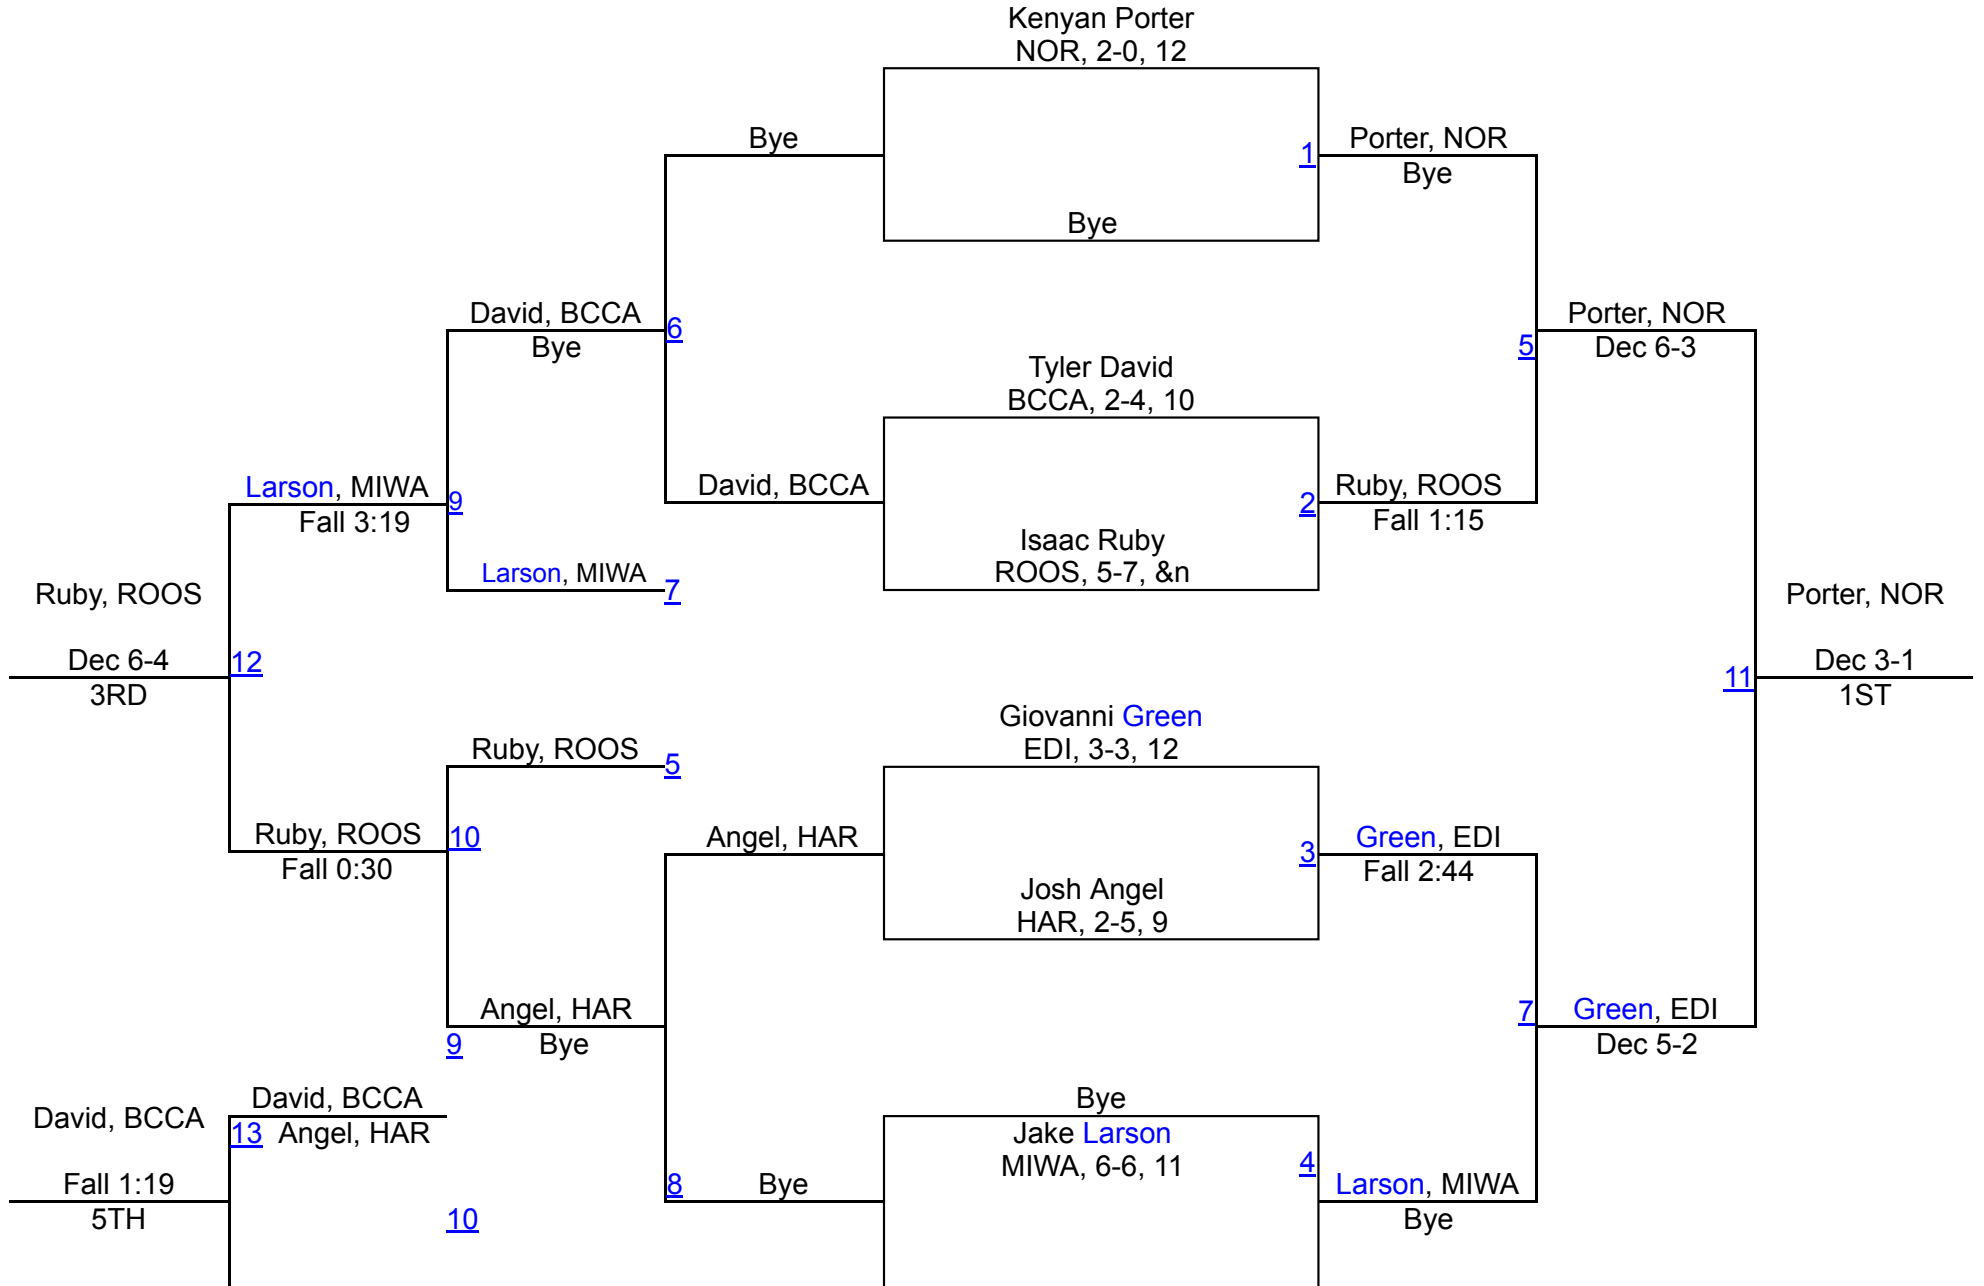 Kenyan Porter
NOR, 2-0, 12
Bye
1
Porter, NOR
Bye
Bye
David, BCCA
Bye
6
Porter, NOR
Dec 6-3
5
Tyler David
BCCA, 2-4, 10
Larson, MIWA
Fall 3:19
9
David, BCCA
2
Ruby, ROOS
Fall 1:15
Isaac Ruby
ROOS, 5-7, &n
Larson, MIWA
7
Ruby, ROOS
Dec 6-4
3RD
12
Porter, NOR
Dec 3-1
1ST
11
Giovanni Green
EDI, 3-3, 12
Ruby, ROOS
5
Ruby, ROOS
Fall 0:30
10
Angel, HAR
3
Green, EDI
Fall 2:44
Josh Angel
HAR, 2-5, 9
Angel, HAR
Bye
9
7
Green, EDI
Dec 5-2
David, BCCA
Fall 1:19
5TH
David, BCCA
13 Angel, HAR
10
8
Bye
Bye
Jake Larson
MIWA, 6-6, 11
4
Larson, MIWA
Bye